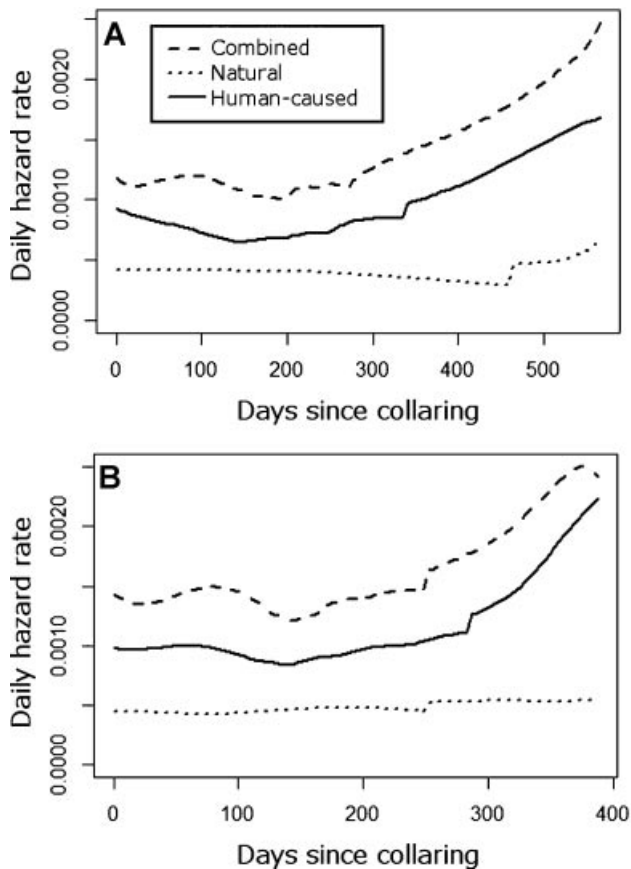 A
Combined
Natural
Human-caused
Daily hazard rate
0.0000 0.0010 0.0020
0 100 200 300 400 500
Days since collaring
B
Daily hazard rate
0.0000 0.0010 0.0020
0 100 200 300 400
Days since collaring